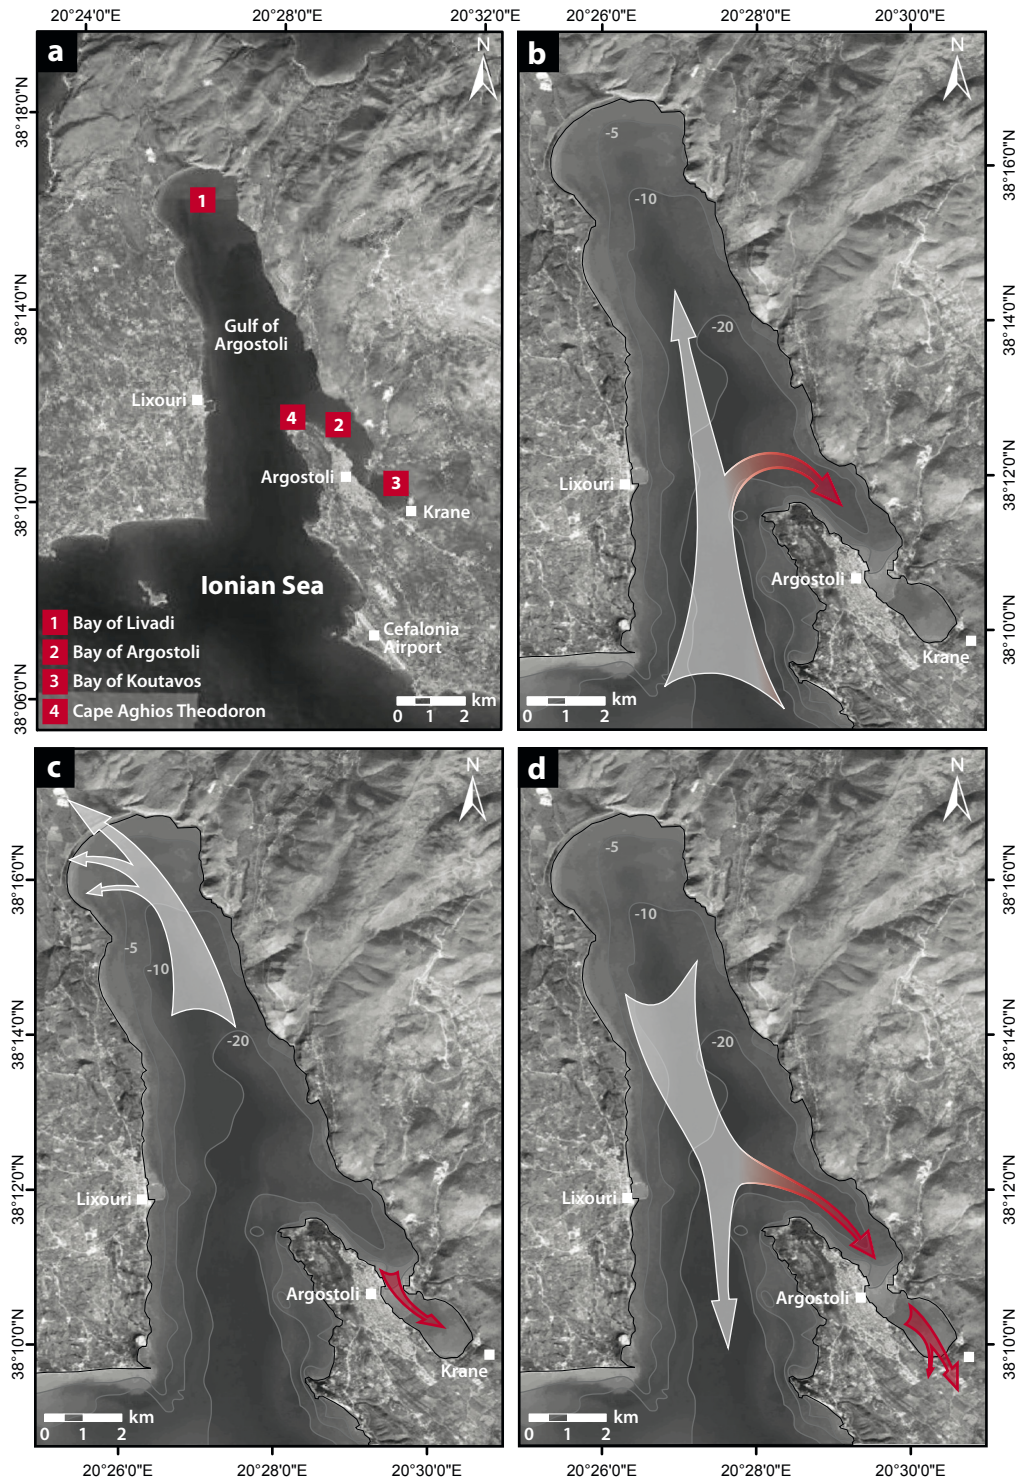 20°24'0"E
20°28'0"E
20°32'0"E
20°26'0"E
20°28'0"E
20°30'0"E
a
N
38°18'0"N
38°14'0"N
38°10'0"N
38°06'0"N
1
Gulf of
Argostoli
Lixouri
4
2
Argostoli
3
Krane
Ionian Sea
1 Bay of Livadi
2 Bay of Argostoli
3 Bay of Koutavos
4 Cape Aghios Theodoron
Cefalonia
Airport
km
0 1 2
b
N
-5
-10
-20
Lixouri
Argostoli
Krane
km
0 1 2
38°16'0"N
38°14'0"N
38°12'0"N
38°10'0"N
c
N
38°16'0"N
38°14'0"N
38°12'0"N
38°10'0"N
-5
-10
-20
Lixouri
Argostoli
Krane
km
0 1 2
d
N
-5
-10
-20
Lixouri
Argostoli
km
0 1 2
38°16'0"N
38°14'0"N
38°12'0"N
38°10'0"N
20°26'0"E
20°28'0"E
20°30'0"E
20°26'0"E
20°28'0"E
20°30'0"E